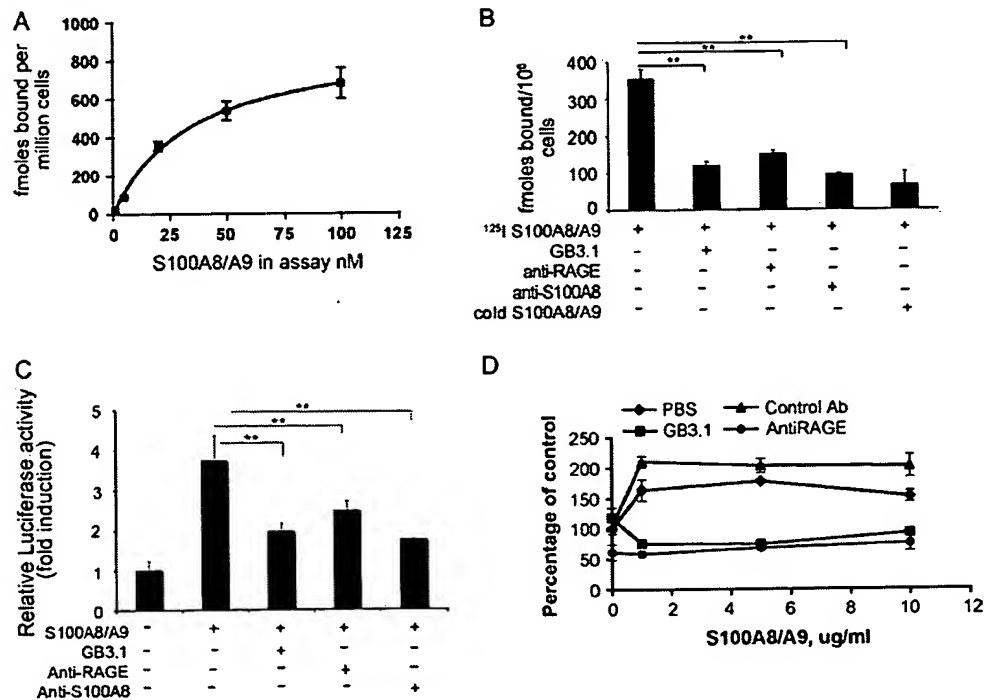 A
fmoles bound per
million cells
1000
800
600
400
200
0
0 25 50 75 100 125
S100A8/A9 in assay nM
B
** 
**
**
fmoles bound/10⁶
cells
400
300
200
100
0
¹²⁵I S100A8/A9 + + + + +
GB3.1 - + - - -
anti-RAGE - - + - -
anti-S100A8 - - - + -
cold S100A8/A9 - - - - +
C
**
**
**
Relative Luciferase activity
(fold induction)
5
4
3
2
1
0
S100A8/A9 - + + + +
GB3.1 - - + - -
Anti-RAGE - - - + -
Anti-S100A8 - - - - +
D
PBS Control Ab
GB3.1 AntiRAGE
Percentage of control
250
200
150
100
50
0
0 2 4 6 8 10 12
S100A8/A9, ug/ml